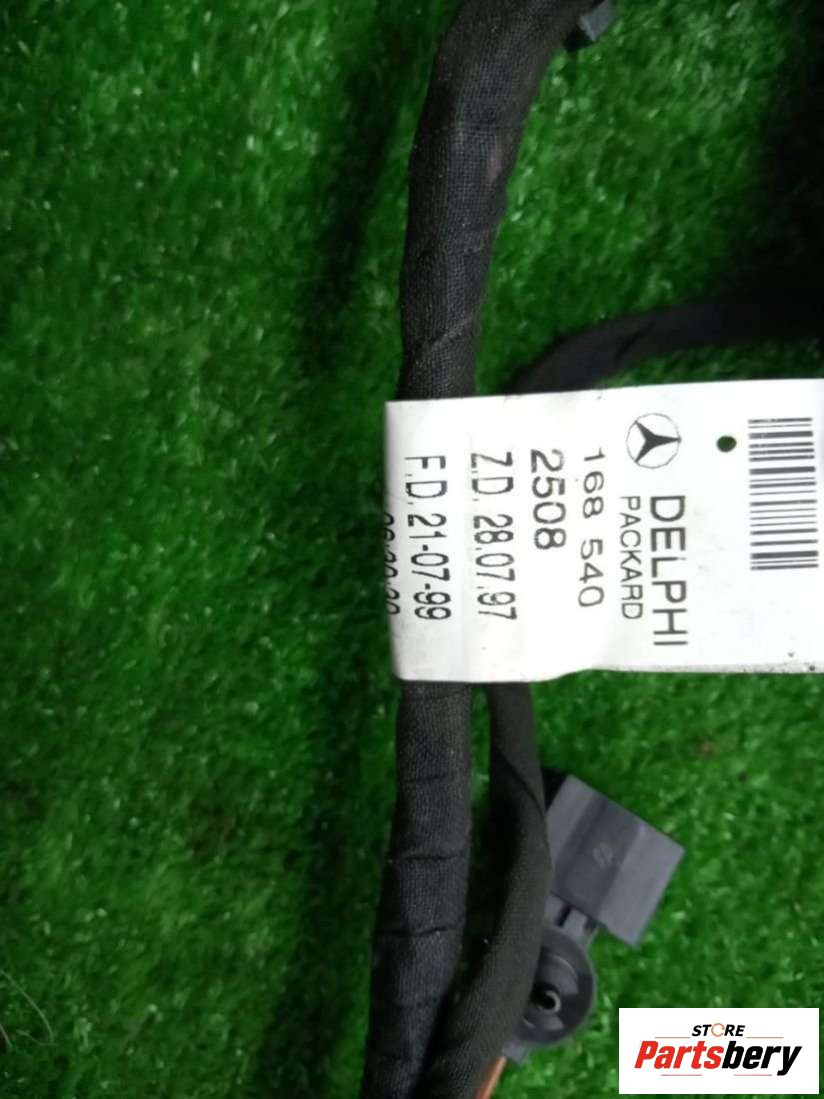 DELPHI
PACKARD
168 540
2508
Z.D. 28.07.97
F.D. 21-07-99
STORE
Partsbery